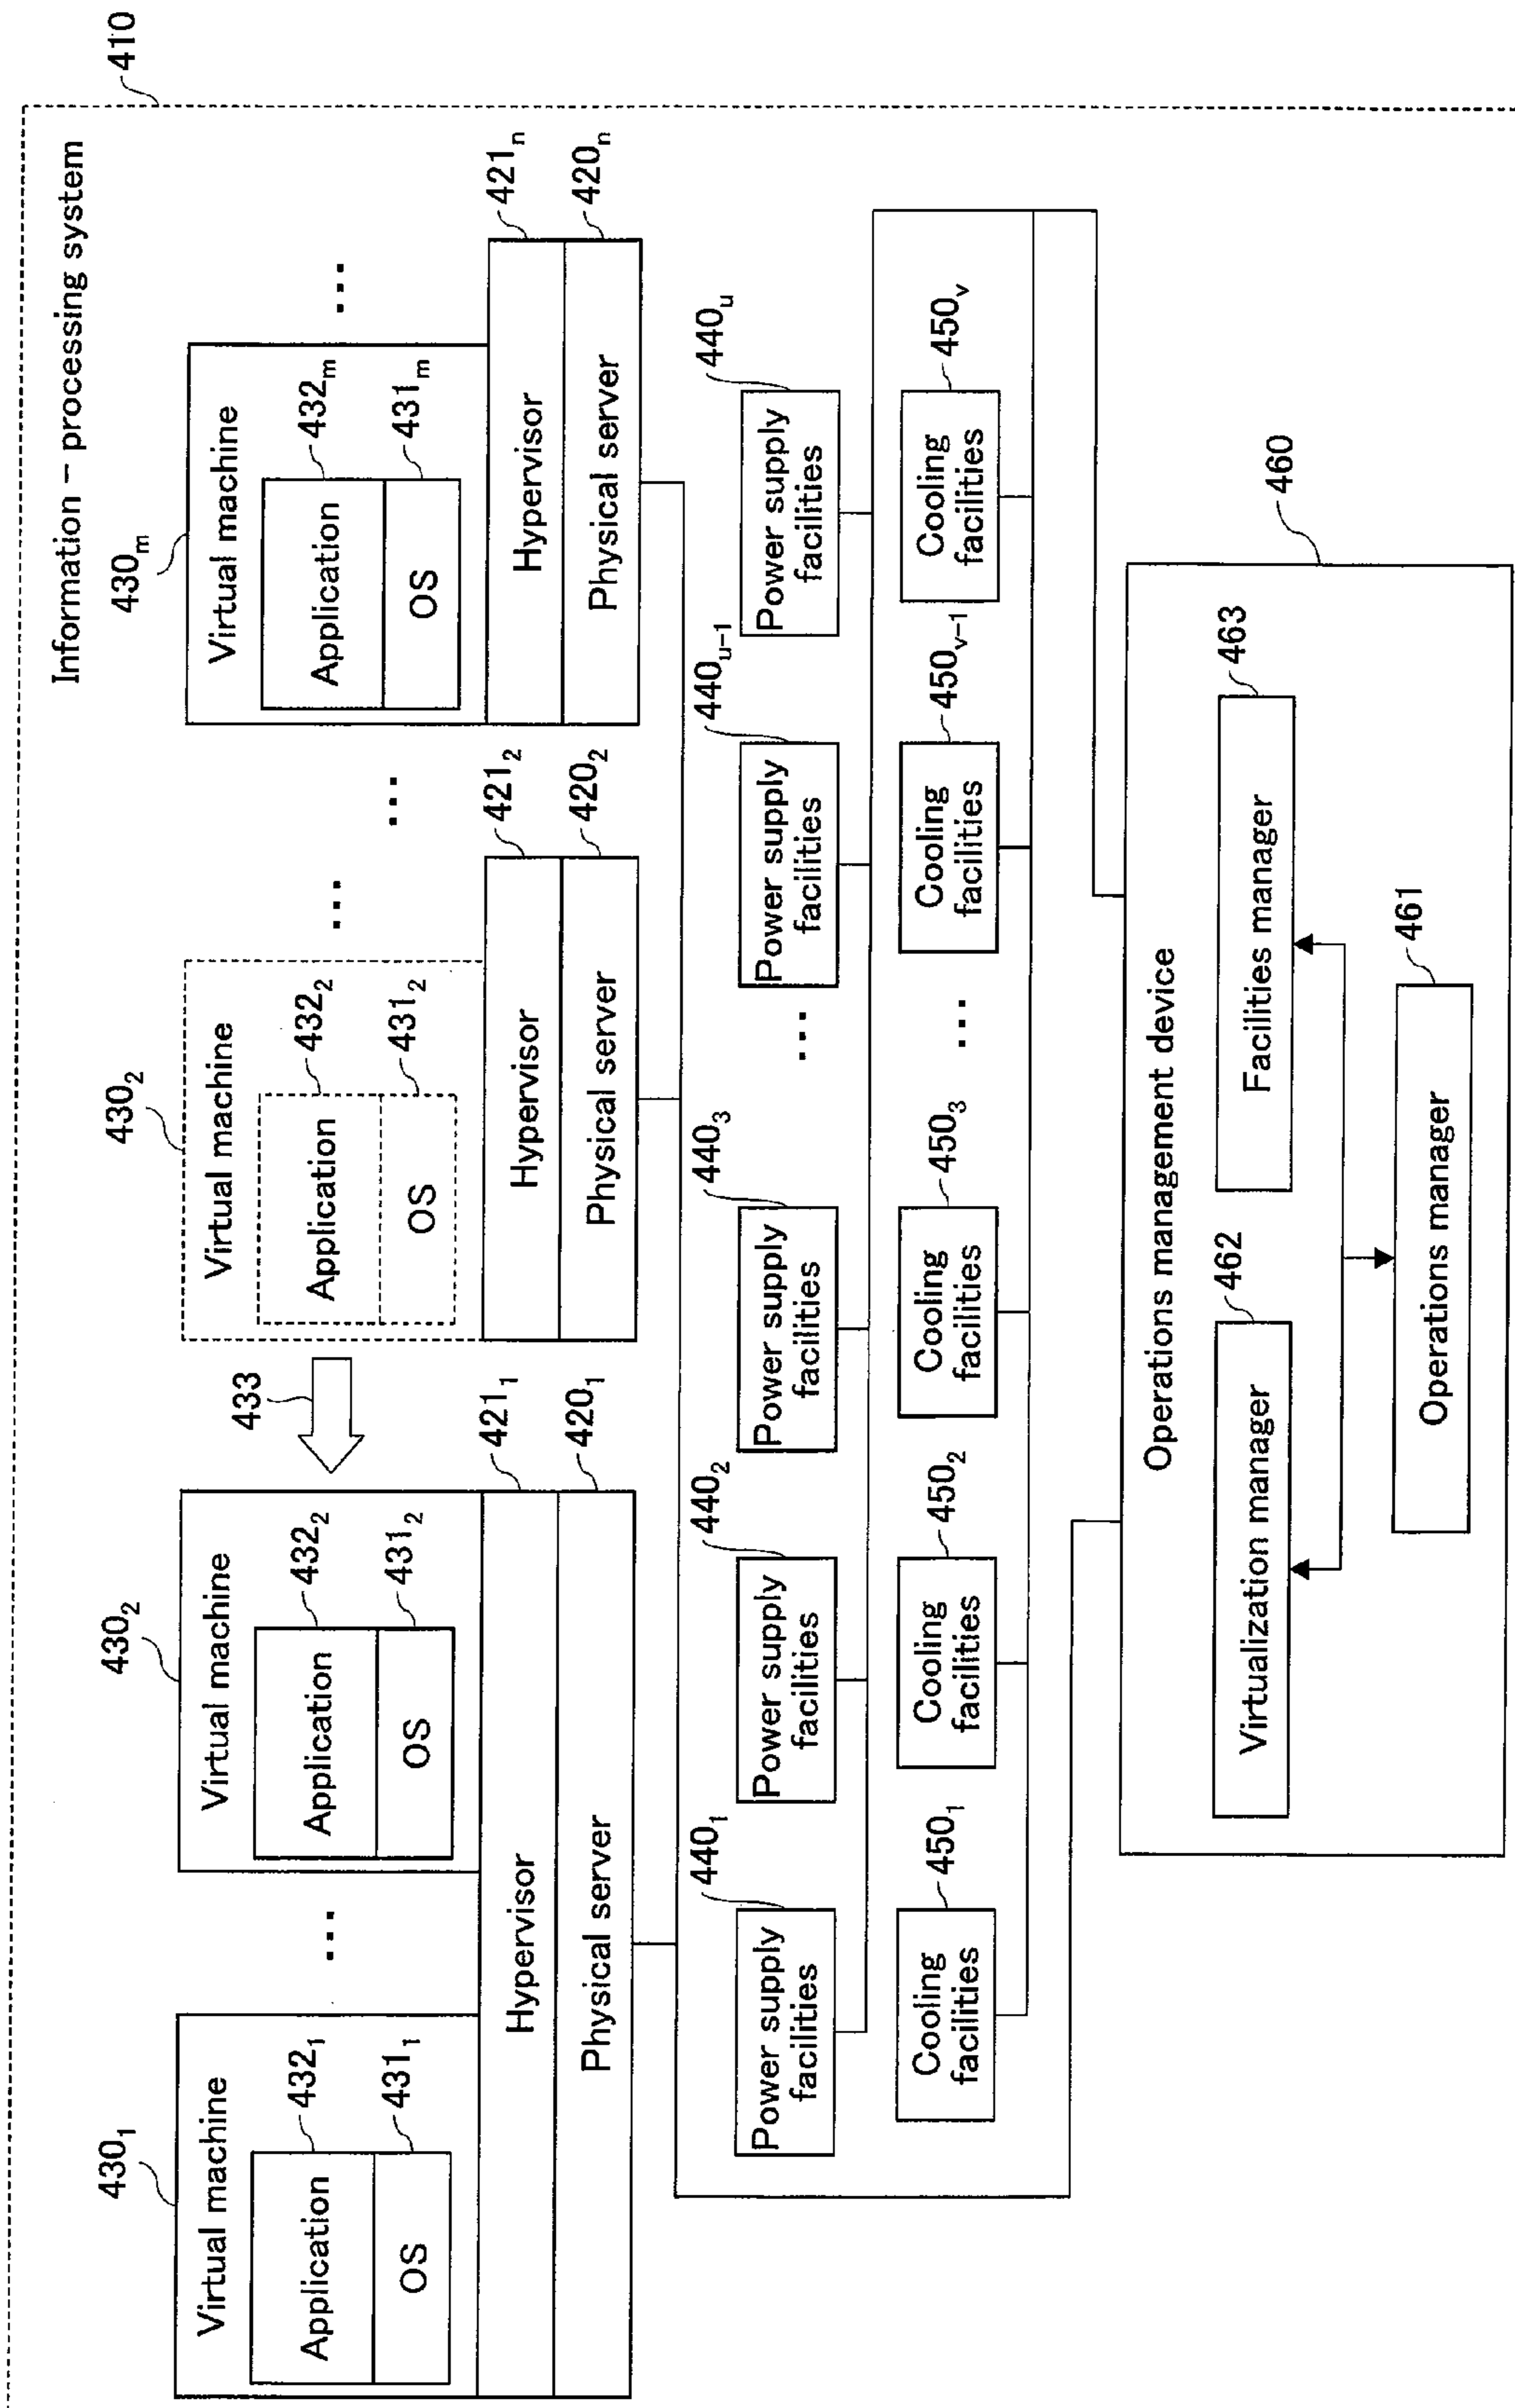 410
Information – processing system
430₁
430₂
430₂
430ₘ
Virtual machine
Virtual machine
433
Virtual machine
Virtual machine
Application
432₁
Application
432₂
Application
432₂
Application
432ₘ
OS
431₁
OS
431₂
OS
431₂
OS
431ₘ
...
...
...
...
Hypervisor
421₁
Hypervisor
421₂
Hypervisor
421ₙ
Physical server
420₁
Physical server
420₂
Physical server
420ₙ
440₁
440₂
440₃
440ᵤ₋₁
440ᵤ
Power supply
facilities
Power supply
facilities
Power supply
facilities
...
Power supply
facilities
Power supply
facilities
450₁
450₂
450₃
450ᵥ₋₁
450ᵥ
Cooling
facilities
Cooling
facilities
Cooling
facilities
...
Cooling
facilities
Cooling
facilities
Operations management device
460
Virtualization manager
462
Facilities manager
463
Operations manager
461